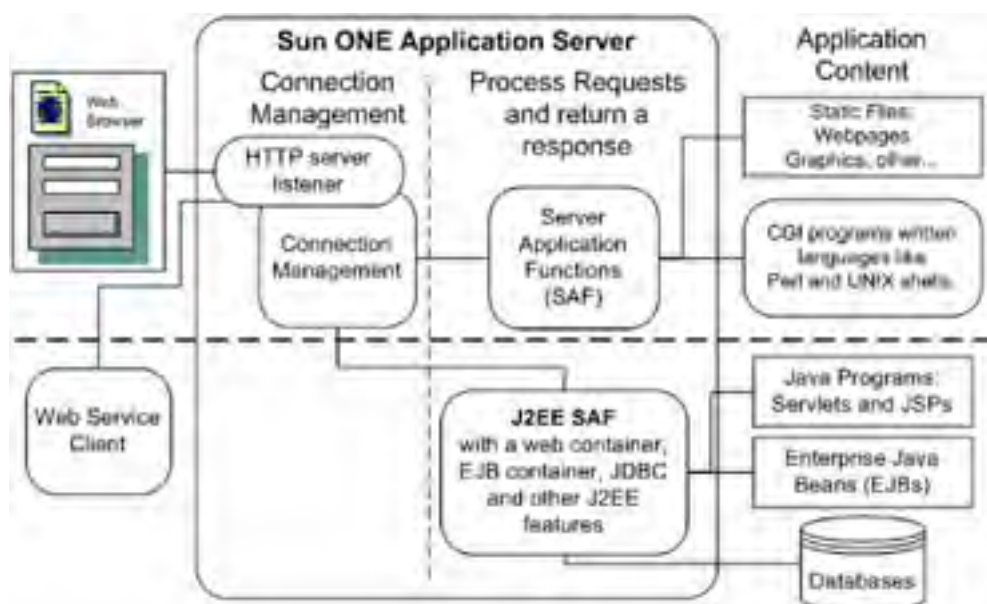 Sun ONE Application Server
Connection
Management
Process Requests
and return a
response
Application
Content
Web
Browser
HTTP server
listener
Connection
Management
Server
Application
Functions
(SAF)
Static Files:
Webpages
Graphics, other...
CGI programs written
languages like
Perl and UNIX shells.
Web Service
Client
J2EE SAF
with a web container,
EJB container, JDBC
and other J2EE
features
Java Programs:
Servlets and JSPs
Enterprise Java
Beans (EJBs)
Databases